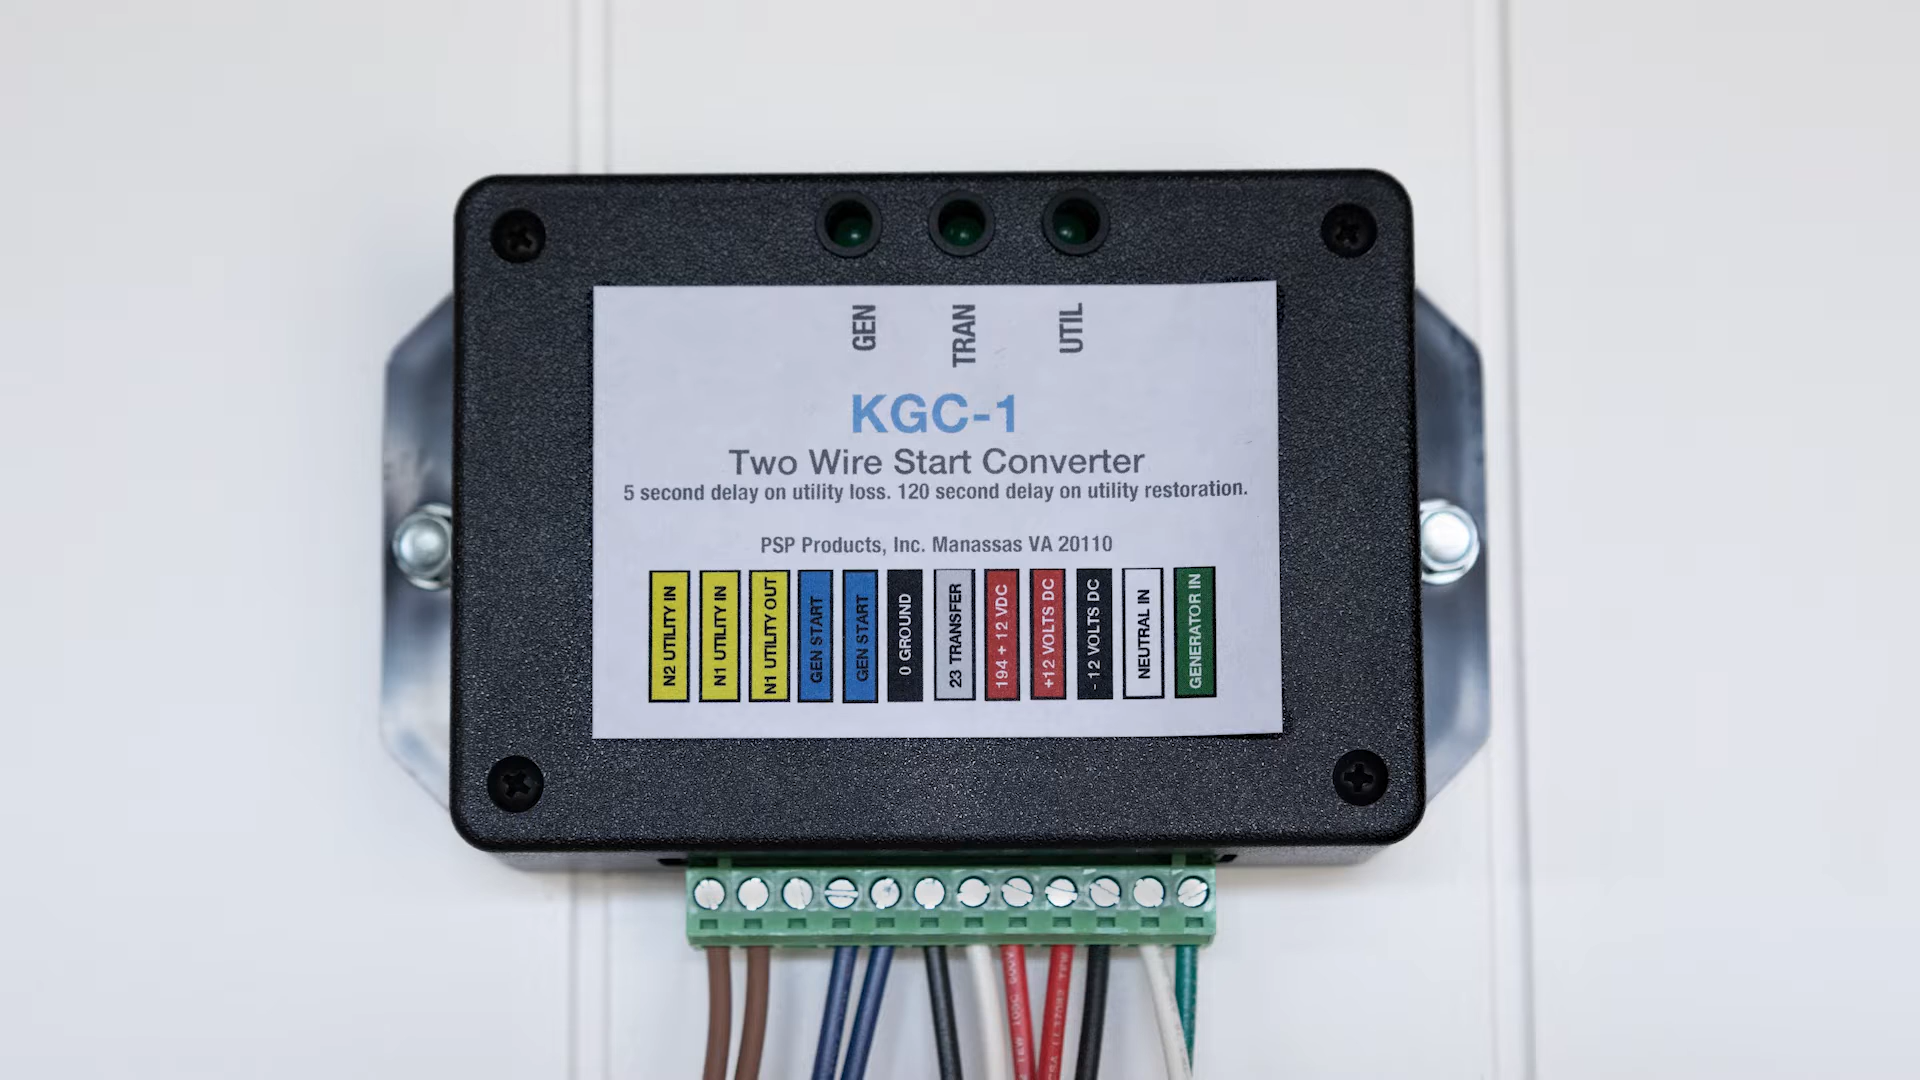 GEN
TRAN
UTIL
KGC-1
Two Wire Start Converter
5 second delay on utility loss. 120 second delay on utility restoration.
PSP Products, Inc. Manassas VA 20110
N2 UTILITY IN
N1 UTILITY IN
N1 UTILITY OUT
GEN START
GEN START
0 GROUND
23 TRANSFER
194 + 12 VDC
+12 VOLTS DC
- 12 VOLTS DC
NEUTRAL IN
GENERATOR IN
TEW 105C 600V